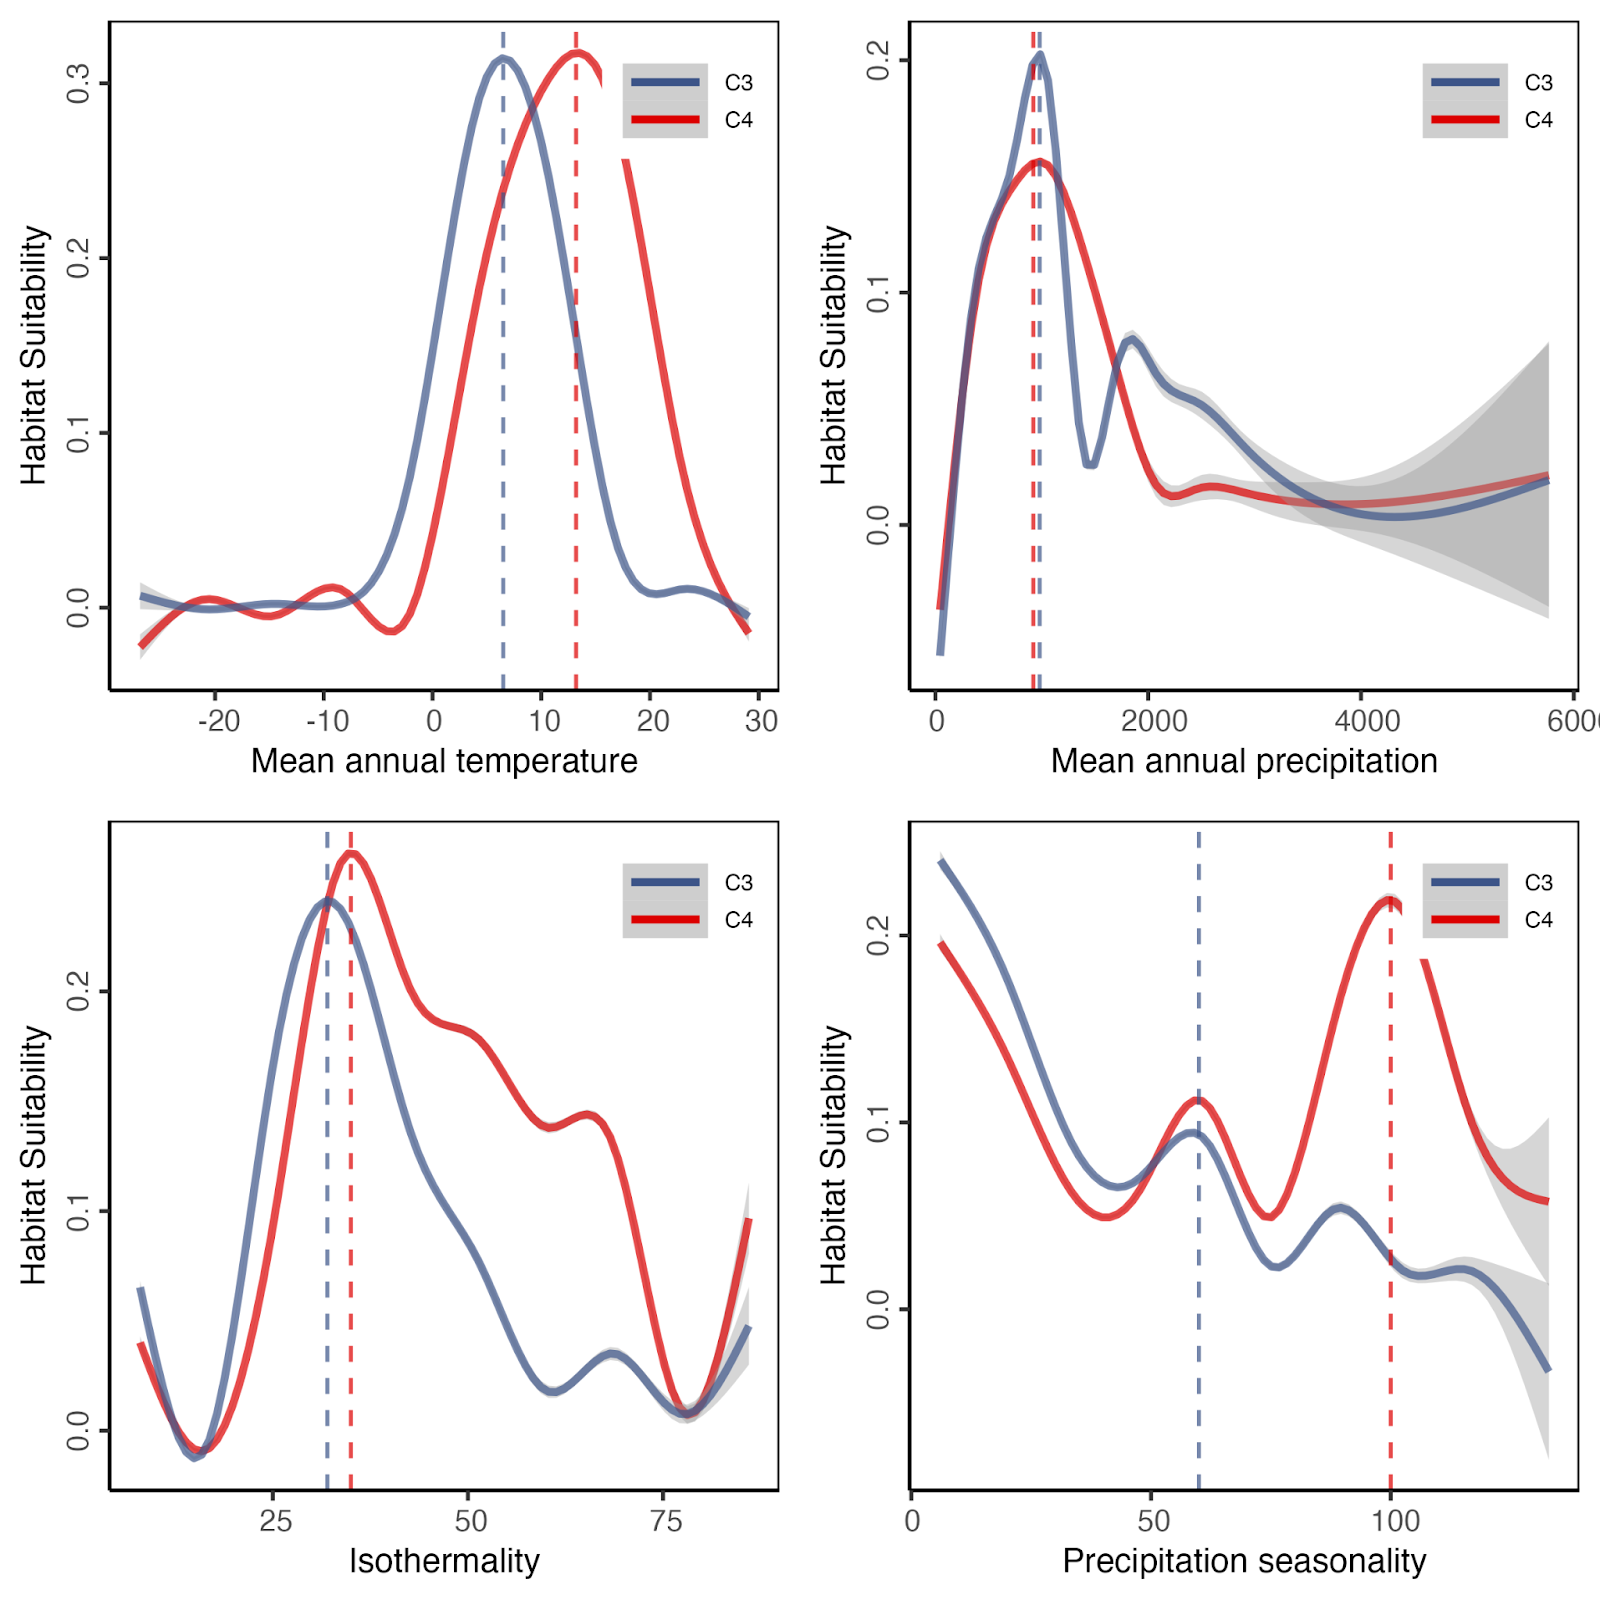 C3
C4
Habitat Suitability
0.3
0.2
0.1
0.0
-20 -10 0 10 20 30
Mean annual temperature
C3
C4
Habitat Suitability
0.2
0.1
0.0
0 2000 4000 600
Mean annual precipitation
C3
C4
Habitat Suitability
0.2
0.1
0.0
25 50 75
Isothermality
C3
C4
Habitat Suitability
0.2
0.1
0.0
0 50 100
Precipitation seasonality